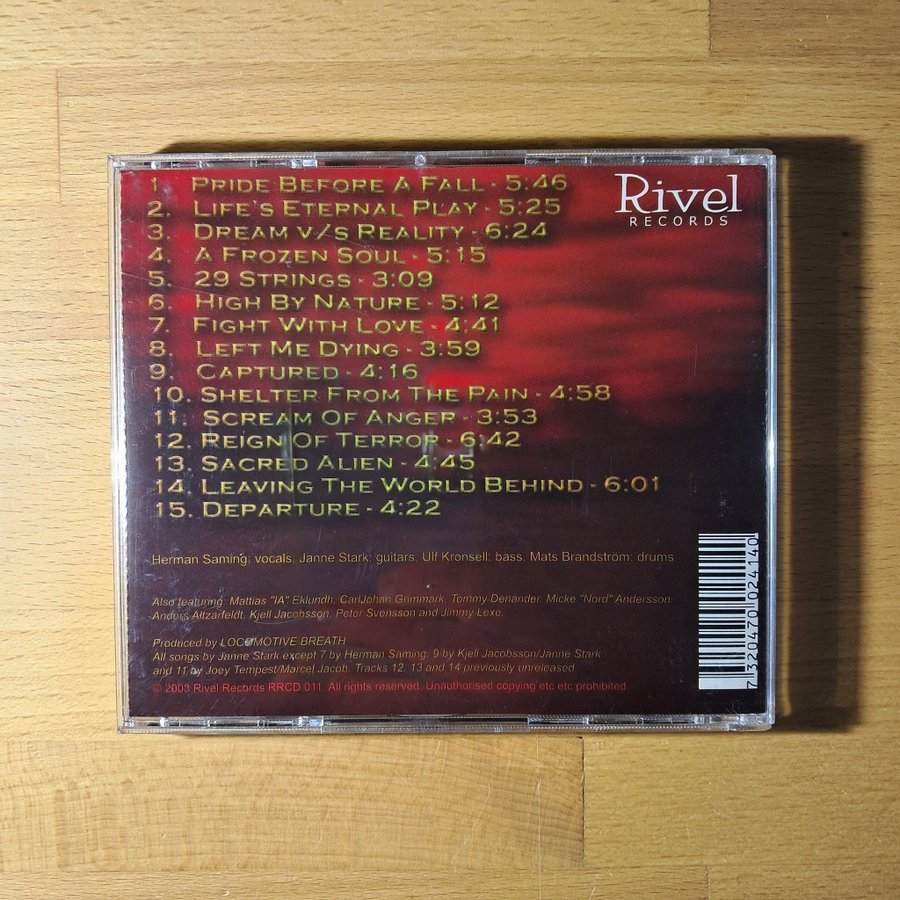 1. PRIDE BEFORE A FALL - 5:46
2. LIFE'S ETERNAL PLAY - 5:25
3. DREAM V/S REALITY - 6:24
4. A FROZEN SOUL - 5:15
5. 29 STRINGS - 3:09
6. HIGH BY NATURE - 5:12
7. FIGHT WITH LOVE - 4:41
8. LEFT ME DYING - 3:59
9. CAPTURED - 4:16
10. SHELTER FROM THE PAIN - 4:58
11. SCREAM OF ANGER - 3:53
12. REIGN OF TERROR - 6:42
13. SACRED ALIEN - 4:45
14. LEAVING THE WORLD BEHIND - 6:01
15. DEPARTURE - 4:22
Rivel
RECORDS
Herman Saming: vocals, Janne Stark: guitars, Ulf Kronsell: bass, Mats Brandström: drums
Also featuring: Mattias "IA" Eklundh, CarlJohan Grimmark, Tommy Denander, Micke "Nord" Andersson,
Anders Altzarfeldt, Kjell Jacobsson, Peter Svensson and Jimmy Lexe.
Produced by LOCOMOTIVE BREATH
All songs by Janne Stark except 7 by Herman Saming, 9 by Kjell Jacobsson/Janne Stark
and 11 by Joey Tempest/Marcel Jacob. Tracks 12, 13 and 14 previously unreleased
© 2003 Rivel Records RRCD 011. All rights reserved. Unauthorised copying etc etc prohibited.
7 320470 024140